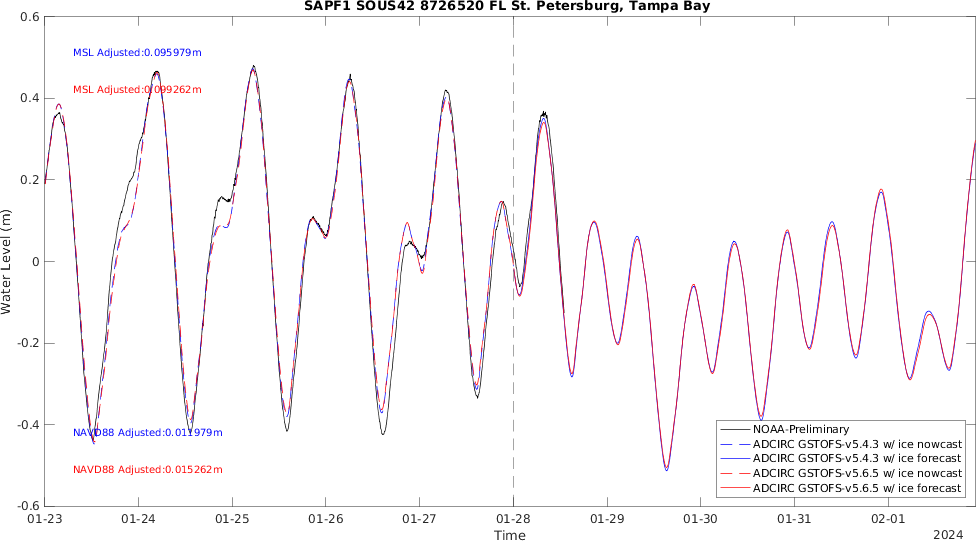 SAPF1 SOUS42 8726520 FL St. Petersburg, Tampa Bay
0.6
MSL Adjusted:0.095979m
MSL Adjusted:0.099262m
0.4
0.2
0
-0.2
-0.4
-0.6
Water Level (m)
NAVD88 Adjusted:0.011979m
NAVD88 Adjusted:0.015262m
NOAA-Preliminary
ADCIRC GSTOFS-v5.4.3 w/ ice nowcast
ADCIRC GSTOFS-v5.4.3 w/ ice forecast
ADCIRC GSTOFS-v5.6.5 w/ ice nowcast
ADCIRC GSTOFS-v5.6.5 w/ ice forecast
01-23 01-24 01-25 01-26 01-27 01-28 01-29 01-30 01-31 02-01
Time
2024